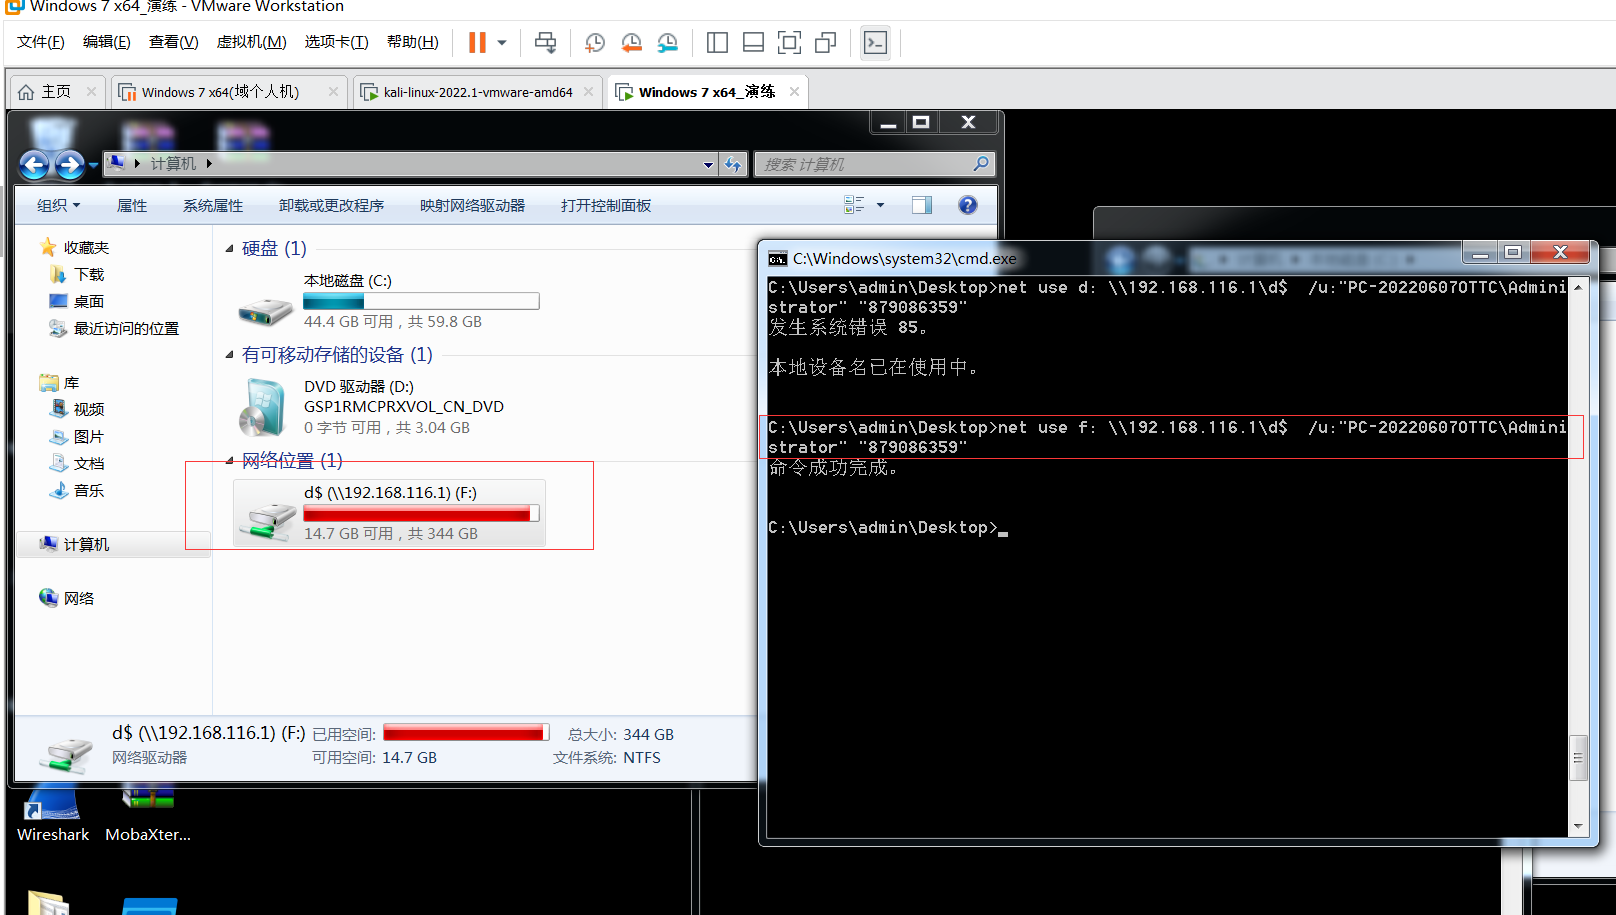 Windows 7 x64_演练 - VMware Workstation
文件(F) 编辑(E) 查看(V) 虚拟机(M) 选项卡(T) 帮助(H)
主页 Windows 7 x64(域个人机) kali-linux-2022.1-vmware-amd64 Windows 7 x64_演练
计算机 搜索 计算机
组织 属性 系统属性 卸载或更改程序 映射网络驱动器 打开控制面板
收藏夹
下载
桌面
最近访问的位置
库
视频
图片
文档
音乐
计算机
网络
硬盘 (1)
本地磁盘 (C:)
44.4 GB 可用，共 59.8 GB
有可移动存储的设备 (1)
DVD 驱动器 (D:)
GSP1RMCPRXVOL_CN_DVD
0 字节 可用，共 3.04 GB
网络位置 (1)
d$ (\\192.168.116.1) (F:)
14.7 GB 可用，共 344 GB
d$ (\\192.168.116.1) (F:) 已用空间: 总大小: 344 GB
网络驱动器 可用空间: 14.7 GB 文件系统: NTFS
C:\Windows\system32\cmd.exe
C:\Users\admin\Desktop>net use d: \\192.168.116.1\d$  /u:"PC-20220607OTTC\Admini
strator" "879086359"
发生系统错误 85。
本地设备名已在使用中。
C:\Users\admin\Desktop>net use f: \\192.168.116.1\d$  /u:"PC-20220607OTTC\Admini
strator" "879086359"
命令成功完成。
C:\Users\admin\Desktop>
Wireshark MobaXter...